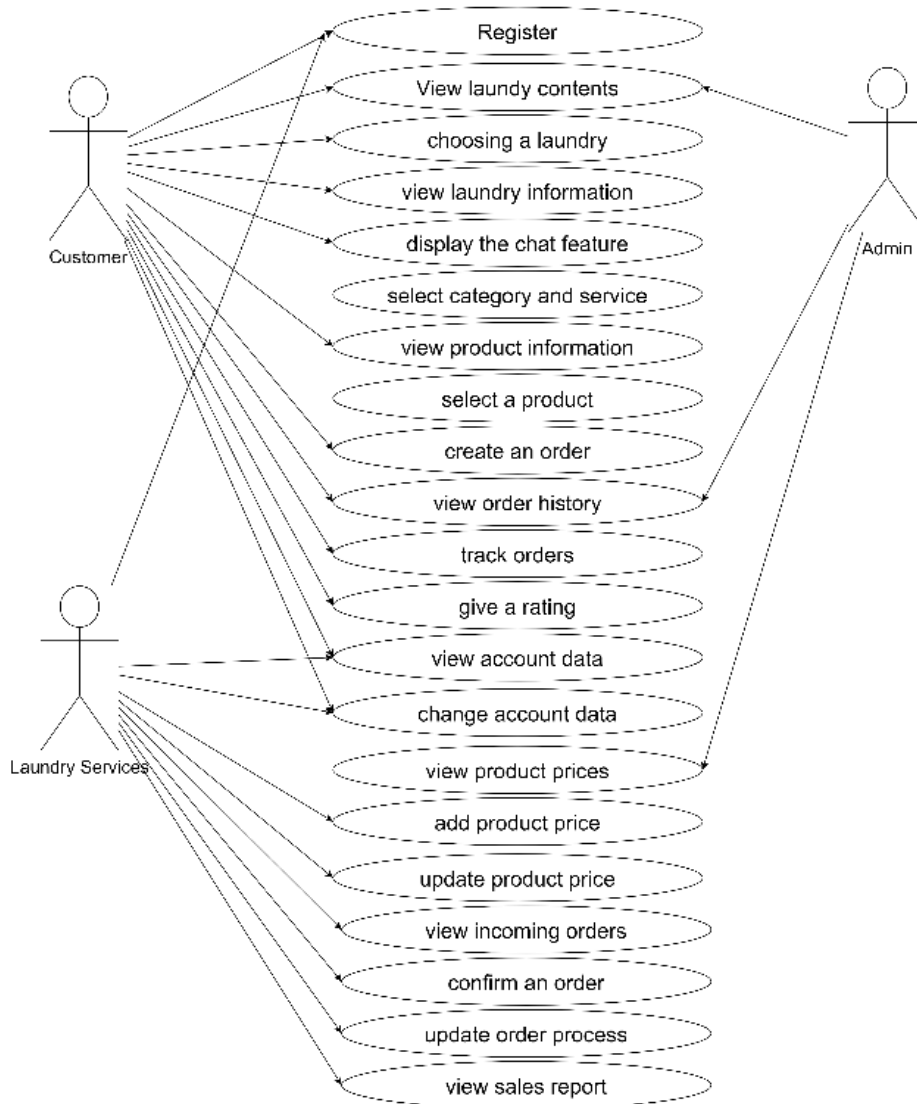 Register
View laundy contents
choosing a laundry
view laundry information
Customer
display the chat feature
Admin
select category and service
view product information
select a product
create an order
view order history
track orders
give a rating
view account data
change account data
Laundry Services
view product prices
add product price
update product price
view incoming orders
confirm an order
update order process
view sales report